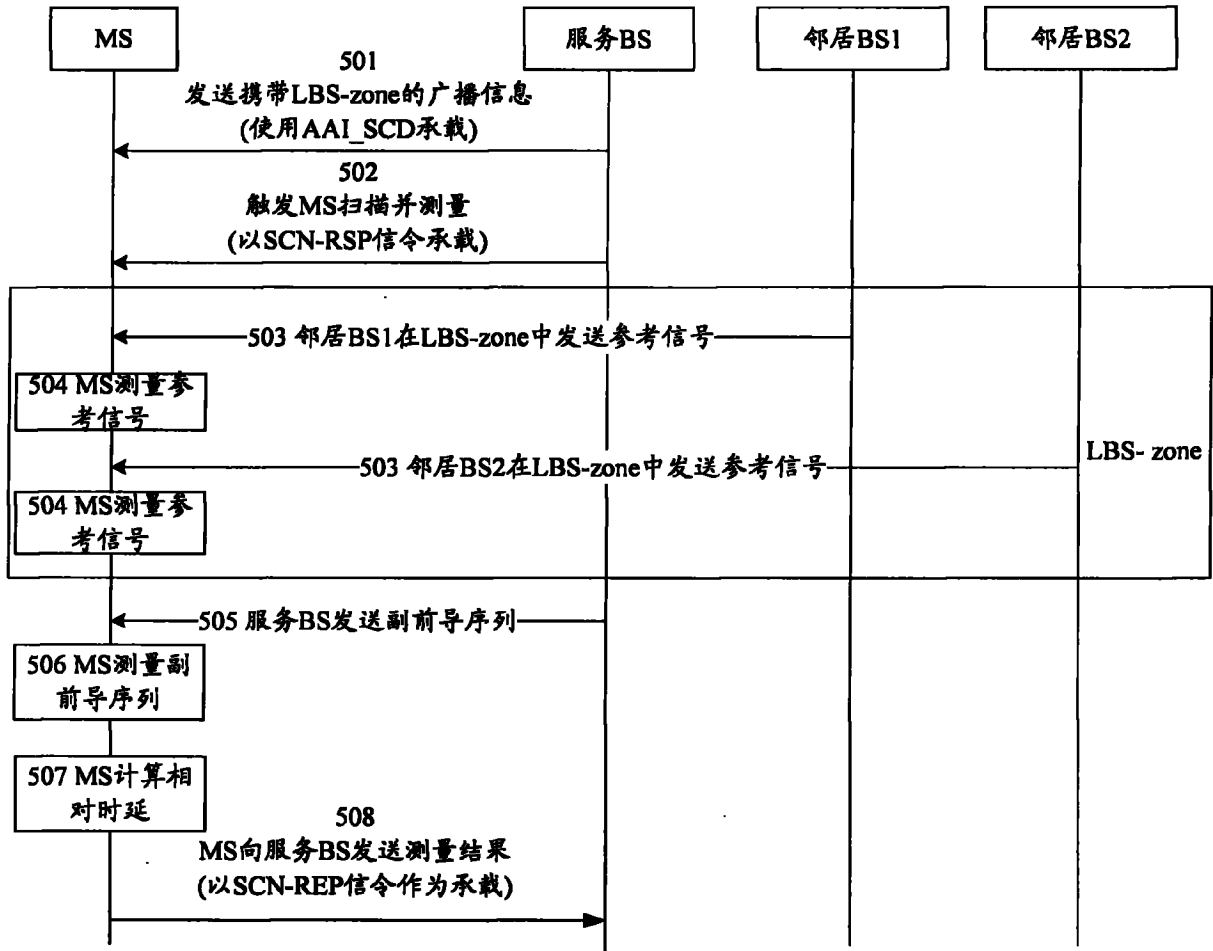 MS
服务BS
邻居BS1
邻居BS2
501
发送携带LBS-zone的广播信息
(使用AAI_SCD承载)
502
触发MS扫描并测量
(以SCN-RSP信令承载)
503 邻居BS1在LBS-zone中发送参考信号
504 MS测量参
考信号
503 邻居BS2在LBS-zone中发送参考信号
LBS- zone
504 MS测量参
考信号
505 服务BS发送副前导序列
506 MS测量副
前导序列
507 MS计算相
对时延
508
MS向服务BS发送测量结果
(以SCN-REP信令作为承载)